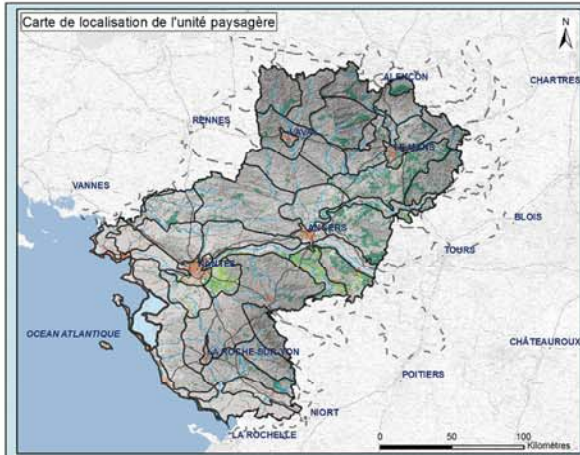 Carte de localisation de l'unité paysagère
N
ALENÇON
CHARTRES
RENNES
LAVAL
LE MANS
VANNES
BLOIS
ANGERS
TOURS
NANTES
OCEAN ATLANTIQUE
LA ROCHE-SUR-YON
CHÂTEAUROUX
POITIERS
NIORT
LA ROCHELLE
0 50 100
Kilomètres